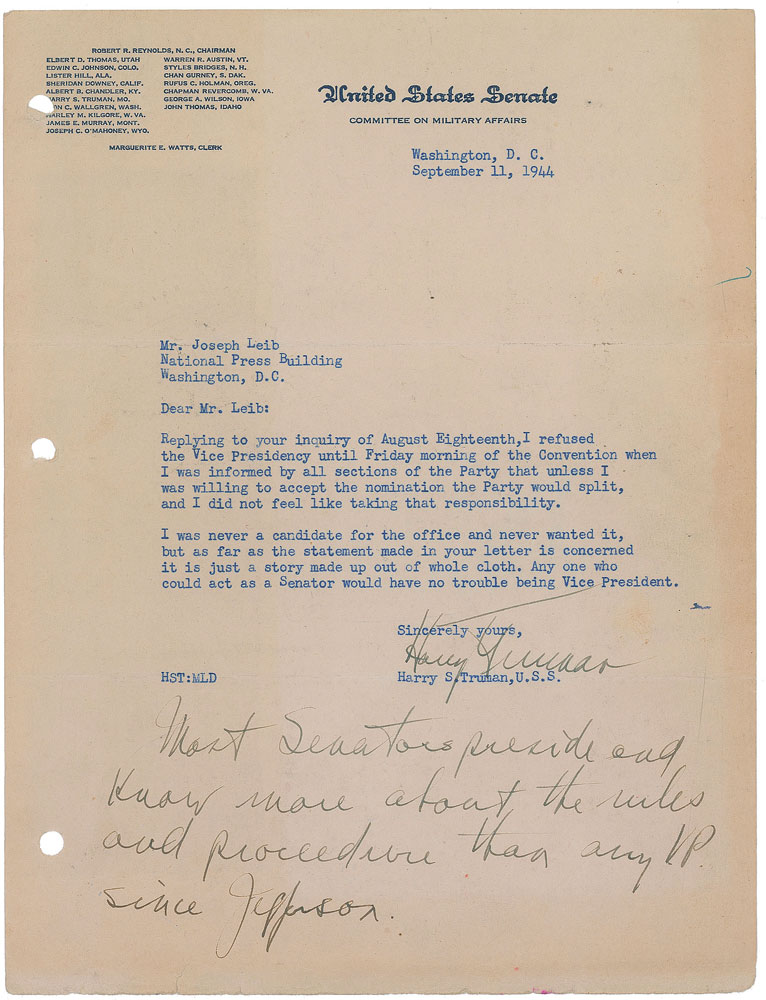 ROBERT R. REYNOLDS, N. C., CHAIRMAN
ELBERT D. THOMAS, UTAH
EDWIN C. JOHNSON, COLO.
LISTER HILL, ALA.
SHERIDAN DOWNEY, CALIF.
ALBERT B. CHANDLER, KY.
ARRY S. TRUMAN, MO.
ON C. WALLGREN, WASH.
HARLEY M. KILGORE, W. VA.
JAMES E. MURRAY, MONT.
JOSEPH C. O'MAHONEY, WYO.
WARREN R. AUSTIN, VT.
STYLES BRIDGES, N. H.
CHAN GURNEY, S. DAK.
RUFUS C. HOLMAN, OREG.
CHAPMAN REVERCOMB, W. VA.
GEORGE A. WILSON, IOWA
JOHN THOMAS, IDAHO
MARGUERITE E. WATTS, CLERK
United States Senate
COMMITTEE ON MILITARY AFFAIRS
Washington, D. C.
September 11, 1944
Mr. Joseph Leib
National Press Building
Washington, D.C.
Dear Mr. Leib:
Replying to your inquiry of August Eighteenth,I refused
the Vice Presidency until Friday morning of the Convention when
I was informed by all sections of the Party that unless I
was willing to accept the nomination the Party would split,
and I did not feel like taking that responsibility.
I was never a candidate for the office and never wanted it,
but as far as the statement made in your letter is concerned
it is just a story made up out of whole cloth. Any one who
could act as a Senator would have no trouble being Vice President.
Sincerely yours,
Harry S Truman
HST:MLD
Harry S.Truman,U.S.S.
Most Senators preside and
know more about the rules
and proceedure than any V.P.
since Jefferson.